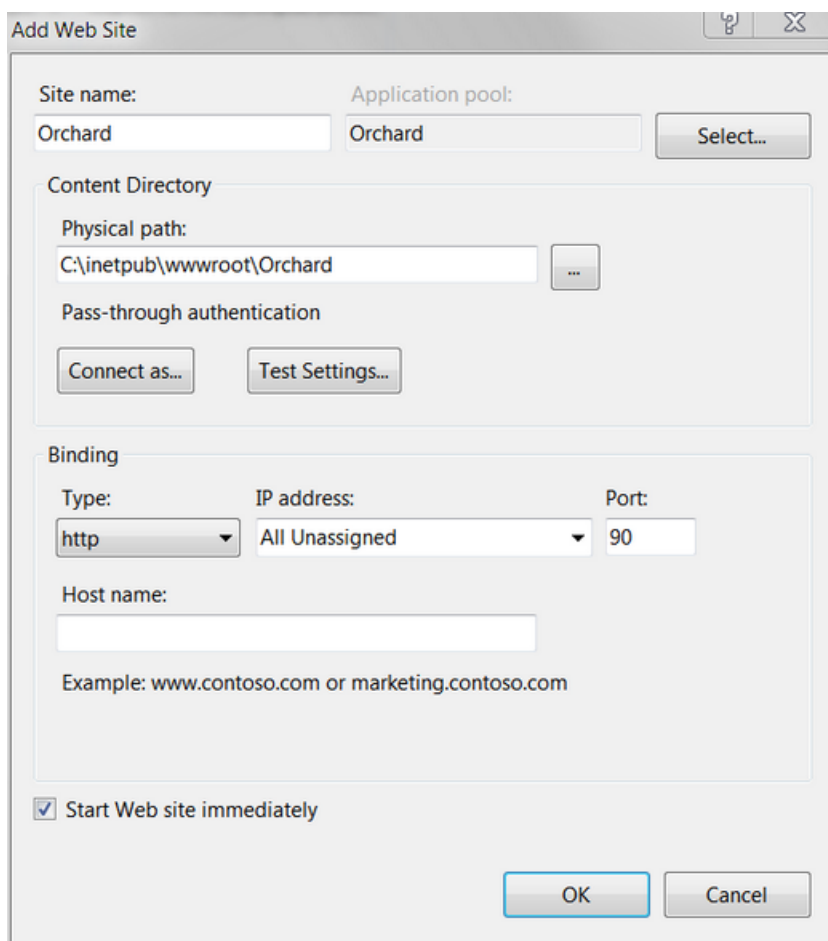 Add Web Site
Site name:
Application pool:
Orchard
Orchard
Select...
Content Directory
Physical path:
C:\inetpub\wwwroot\Orchard
...
Pass-through authentication
Connect as...
Test Settings...
Binding
Type:
IP address:
Port:
http
All Unassigned
90
Host name:
Example: www.contoso.com or marketing.contoso.com
Start Web site immediately
OK
Cancel